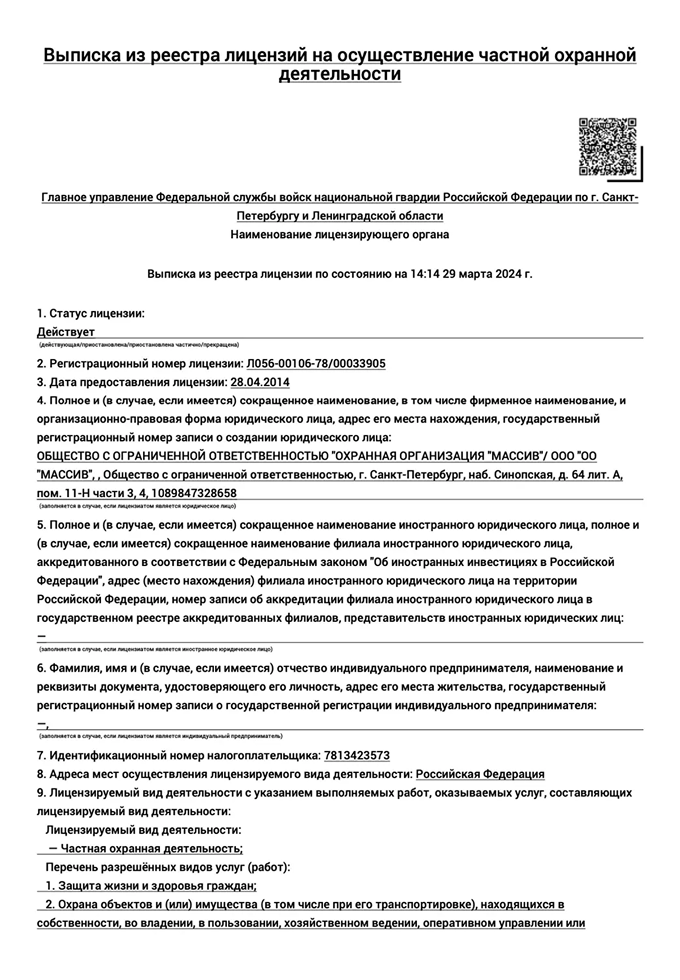 Выписка из реестра лицензий на осуществление частной охранной
деятельности
Главное управление Федеральной службы войск национальной гвардии Российской Федерации по г. Санкт-
Петербургу и Ленинградской области
Наименование лицензирующего органа
Выписка из реестра лицензии по состоянию на 14:14 29 марта 2024 г.
1. Статус лицензии:
Действует
(действующая/приостановлена/приостановлена частично/прекращена)
2. Регистрационный номер лицензии: Л056-00106-78/00033905
3. Дата предоставления лицензии: 28.04.2014
4. Полное и (в случае, если имеется) сокращенное наименование, в том числе фирменное наименование, и
организационно-правовая форма юридического лица, адрес его места нахождения, государственный
регистрационный номер записи о создании юридического лица:
ОБЩЕСТВО С ОГРАНИЧЕННОЙ ОТВЕТСТВЕННОСТЬЮ "ОХРАННАЯ ОРГАНИЗАЦИЯ "МАССИВ"/ ООО "ОО
"МАССИВ", , Общество с ограниченной ответственностью, г. Санкт-Петербург, наб. Синопская, д. 64 лит. А,
пом. 11-Н части 3, 4, 1089847328658
(заполняется в случае, если лицензиатом является юридическое лицо)
5. Полное и (в случае, если имеется) сокращенное наименование иностранного юридического лица, полное и
(в случае, если имеется) сокращенное наименование филиала иностранного юридического лица,
аккредитованного в соответствии с Федеральным законом "Об иностранных инвестициях в Российской
Федерации", адрес (место нахождения) филиала иностранного юридического лица на территории
Российской Федерации, номер записи об аккредитации филиала иностранного юридического лица в
государственном реестре аккредитованных филиалов, представительств иностранных юридических лиц:
—
(заполняется в случае, если лицензиатом является иностранное юридическое лицо)
6. Фамилия, имя и (в случае, если имеется) отчество индивидуального предпринимателя, наименование и
реквизиты документа, удостоверяющего его личность, адрес его места жительства, государственный
регистрационный номер записи о государственной регистрации индивидуального предпринимателя:
—,
(заполняется в случае, если лицензиатом является индивидуальный предприниматель)
7. Идентификационный номер налогоплательщика: 7813423573
8. Адреса мест осуществления лицензируемого вида деятельности: Российская Федерация
9. Лицензируемый вид деятельности с указанием выполняемых работ, оказываемых услуг, составляющих
лицензируемый вид деятельности:
Лицензируемый вид деятельности:
— Частная охранная деятельность;
Перечень разрешённых видов услуг (работ):
1. Защита жизни и здоровья граждан;
2. Охрана объектов и (или) имущества (в том числе при его транспортировке), находящихся в
собственности, во владении, в пользовании, хозяйственном ведении, оперативном управлении или